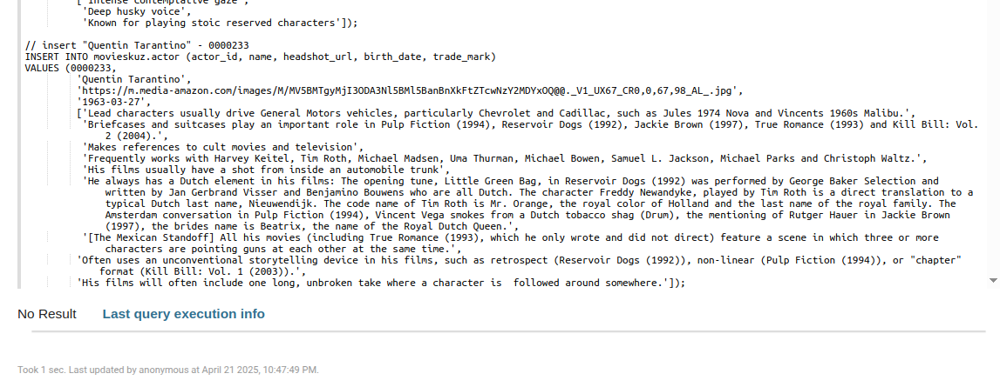 ['Intense contemplative gaze',
'Deep husky voice',
'Known for playing stoic reserved characters']);
// insert "Quentin Tarantino" - 0000233
INSERT INTO movieskuz.actor (actor_id, name, headshot_url, birth_date, trade_mark)
VALUES (0000233,
'Quentin Tarantino',
'https://m.media-amazon.com/images/M/MV5BMTgyMjI3ODA3Nl5BMl5BanBnXkFtZTcwNzY2MDYxOQ@@._V1_UX67_CR0,0,67,98_AL_.jpg',
'1963-03-27',
['Lead characters usually drive General Motors vehicles, particularly Chevrolet and Cadillac, such as Jules 1974 Nova and Vincents 1960s Malibu.',
'Briefcases and suitcases play an important role in Pulp Fiction (1994), Reservoir Dogs (1992), Jackie Brown (1997), True Romance (1993) and Kill Bill: Vol.
2 (2004).',
'Makes references to cult movies and television',
'Frequently works with Harvey Keitel, Tim Roth, Michael Madsen, Uma Thurman, Michael Bowen, Samuel L. Jackson, Michael Parks and Christoph Waltz.',
'His films usually have a shot from inside an automobile trunk',
'He always has a Dutch element in his films: The opening tune, Little Green Bag, in Reservoir Dogs (1992) was performed by George Baker Selection and
written by Jan Gerbrand Visser and Benjamino Bouwens who are all Dutch. The character Freddy Newandyke, played by Tim Roth is a direct translation to a
typical Dutch last name, Nieuwendijk. The code name of Tim Roth is Mr. Orange, the royal color of Holland and the last name of the royal family. The
Amsterdam conversation in Pulp Fiction (1994), Vincent Vega smokes from a Dutch tobacco shag (Drum), the mentioning of Rutger Hauer in Jackie Brown
(1997), the brides name is Beatrix, the name of the Royal Dutch Queen.',
'[The Mexican Standoff] All his movies (including True Romance (1993), which he only wrote and did not direct) feature a scene in which three or more
characters are pointing guns at each other at the same time.',
'Often uses an unconventional storytelling device in his films, such as retrospect (Reservoir Dogs (1992)), non-linear (Pulp Fiction (1994)), or "chapter"
format (Kill Bill: Vol. 1 (2003)).',
'His films will often include one long, unbroken take where a character is  followed around somewhere.']);
No Result
Last query execution info
Took 1 sec. Last updated by anonymous at April 21 2025, 10:47:49 PM.